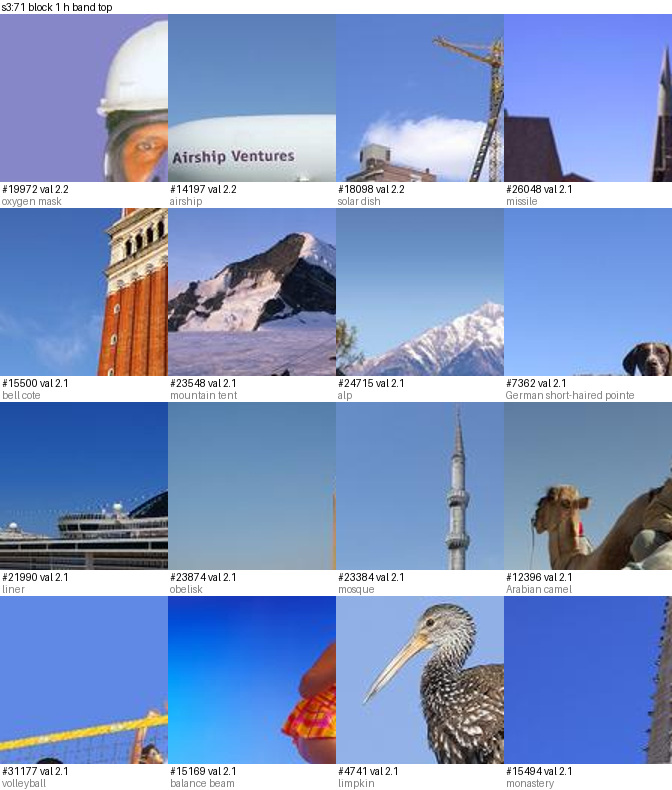 s3:71 block 1 h band top
#19972 val 2.2
oxygen mask
Airship Ventures
#14197 val 2.2
airship
#18098 val 2.2
solar dish
#26048 val 2.1
missile
#15500 val 2.1
bell cote
#23548 val 2.1
mountain tent
#24715 val 2.1
alp
#7362 val 2.1
German short-haired pointe
#21990 val 2.1
liner
#23874 val 2.1
obelisk
#23384 val 2.1
mosque
#12396 val 2.1
Arabian camel
#31177 val 2.1
volleyball
#15169 val 2.1
balance beam
#4741 val 2.1
limpkin
#15494 val 2.1
monastery